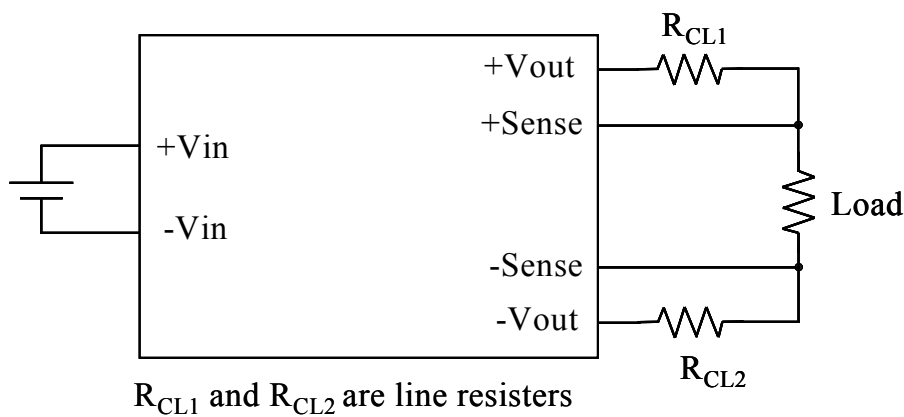 R_CL1
+Vout
+Sense
+Vin
-Vin
Load
-Sense
-Vout
R_CL2
R_CL1 and R_CL2 are line resisters